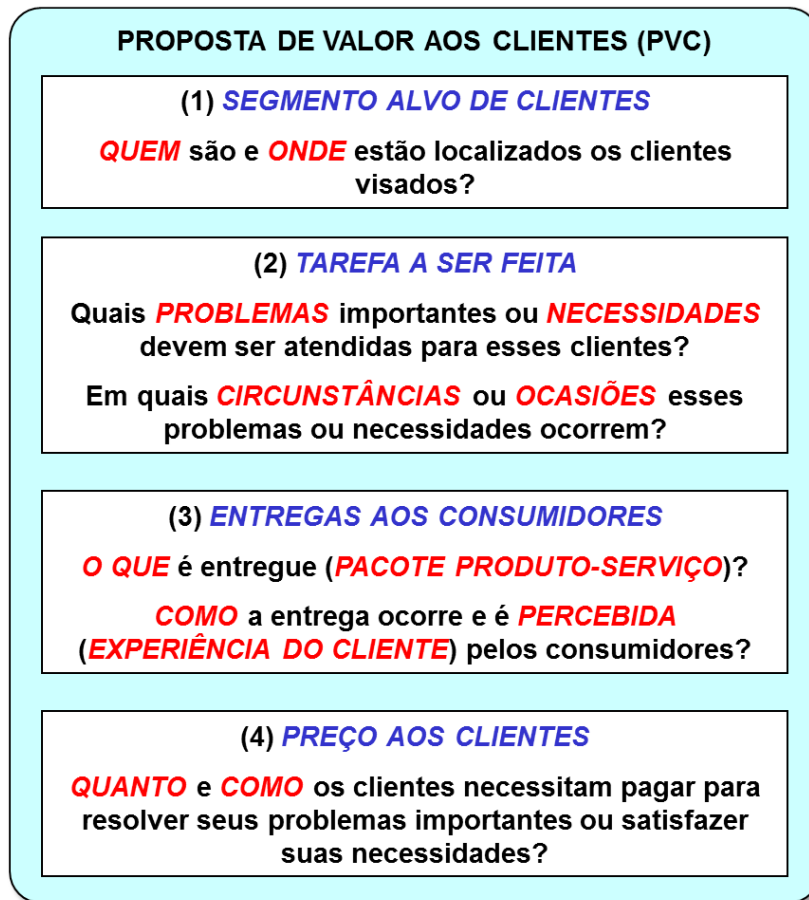 PROPOSTA DE VALOR AOS CLIENTES (PVC)
(1) SEGMENTO ALVO DE CLIENTES
QUEM são e ONDE estão localizados os clientes
visados?
(2) TAREFA A SER FEITA
Quais PROBLEMAS importantes ou NECESSIDADES
devem ser atendidas para esses clientes?
Em quais CIRCUNSTÂNCIAS ou OCASIÕES esses
problemas ou necessidades ocorrem?
(3) ENTREGAS AOS CONSUMIDORES
O QUE é entregue (PACOTE PRODUTO-SERVIÇO)?
COMO a entrega ocorre e é PERCEBIDA
(EXPERIÊNCIA DO CLIENTE) pelos consumidores?
(4) PREÇO AOS CLIENTES
QUANTO e COMO os clientes necessitam pagar para
resolver seus problemas importantes ou satisfazer
suas necessidades?